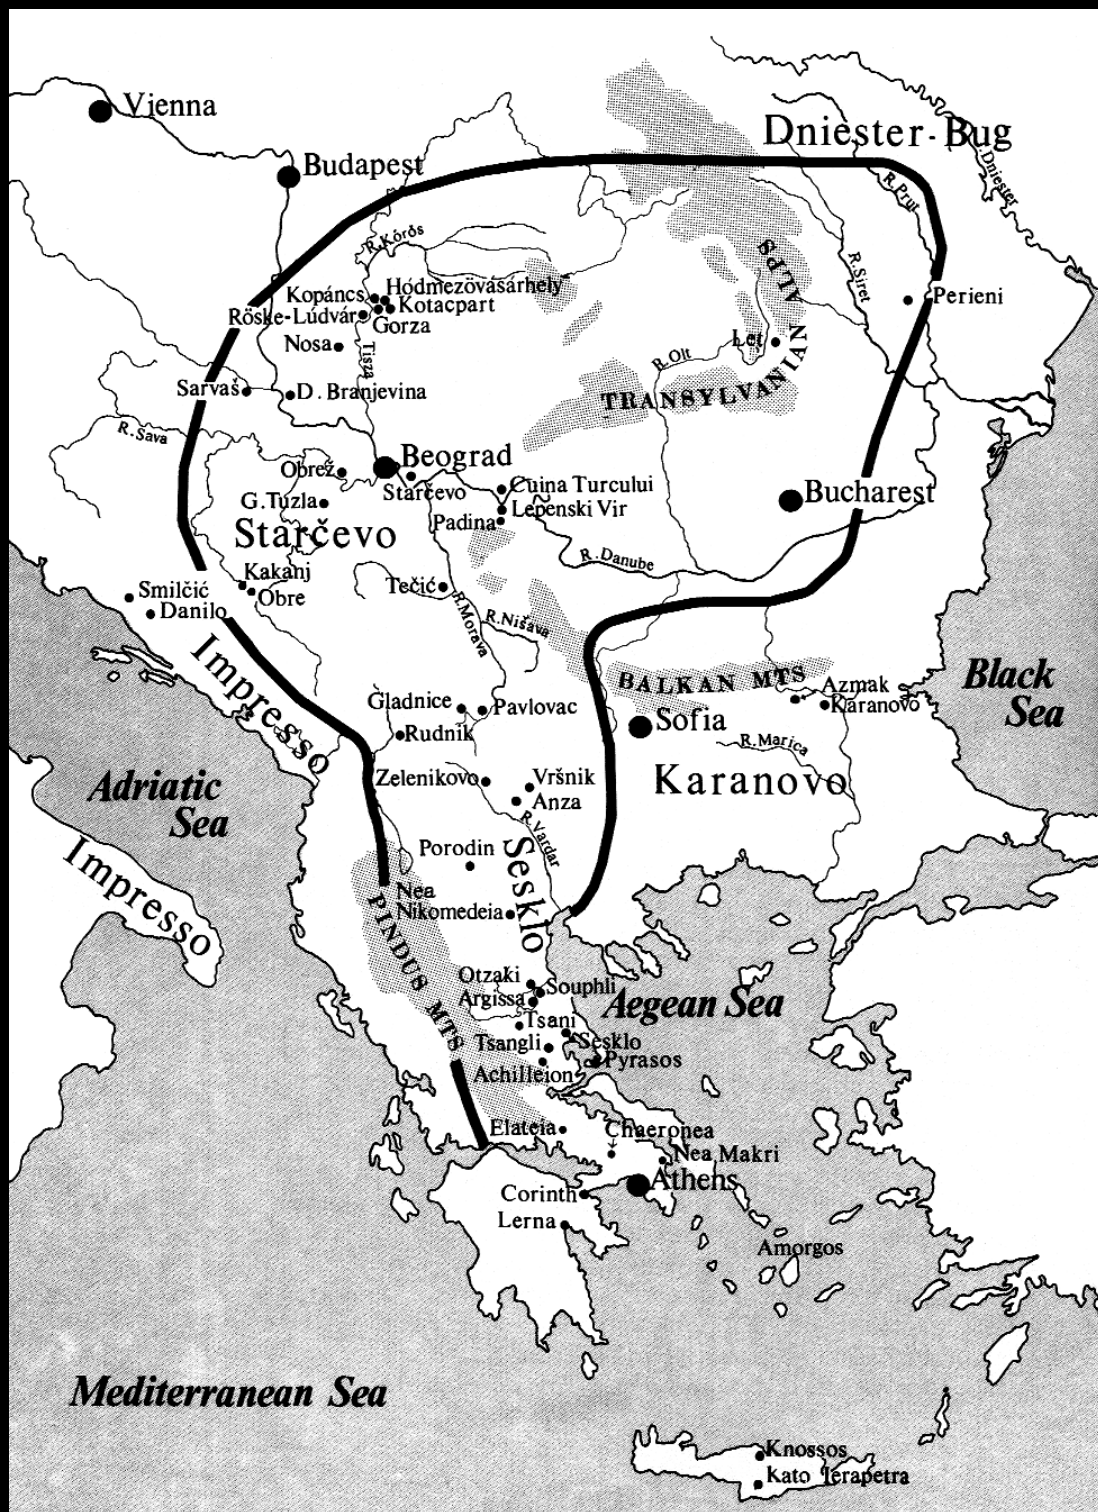 Vienna
Dniester-Bug
Budapest
R. Dniester
R. Prut
R. Körös
TRANSYLVANIAN ALPS
R. Siret
Hódmezövásárhely
Kopáncs
Kotacpart
Röske-Lúdvár
Gorza
Perieni
Nosa
Tisza
Let
R. Olt
Sarvaš
D. Branjevina
R. Sava
Beograd
Obrež
Starčevo
Cuina Turcului
Bucharest
G. Tuzla
Lepenski Vir
Padina
Starčevo
R. Danube
Kakanj
Obre
Tečić
Smilčić
Danilo
R. Morava
R. Nišava
Impresso
BALKAN MTS
Black
Sea
Azmak
Karanovo
Gladnice
Pavlovac
Rudnik
Sofia
R. Marica
Zelenikovo
Vršnik
Anza
Karanovo
Adriatic
Sea
R. Vardar
Porodin
Sesklo
Impresso
Nea
Nikomedeia
PINDUS MTS
Otzaki
Souphli
Argissa
Aegean Sea
Tsani
Tsangli
Sesklo
Pyrasos
Achilleion
Elateia
Chaeronea
Nea Makri
Athens
Corinth
Lerna
Amorgos
Mediterranean Sea
Knossos
Kato Ierapetra